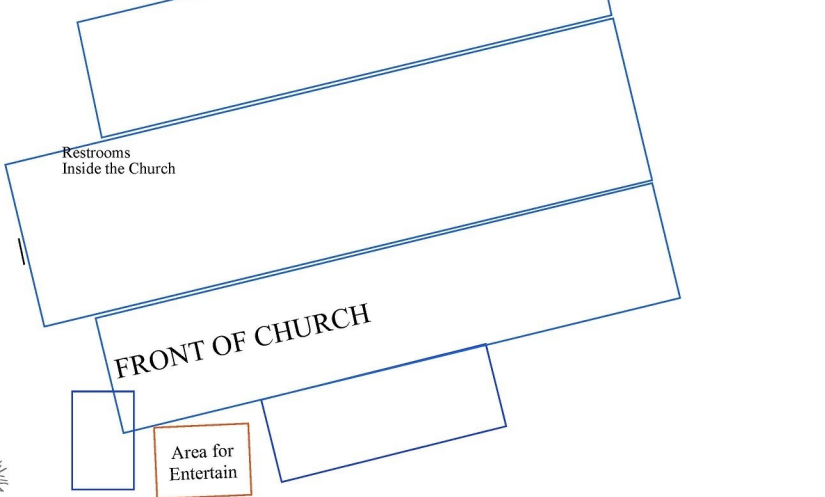 Restrooms
Inside the Church
FRONT OF CHURCH
Area for
Entertain